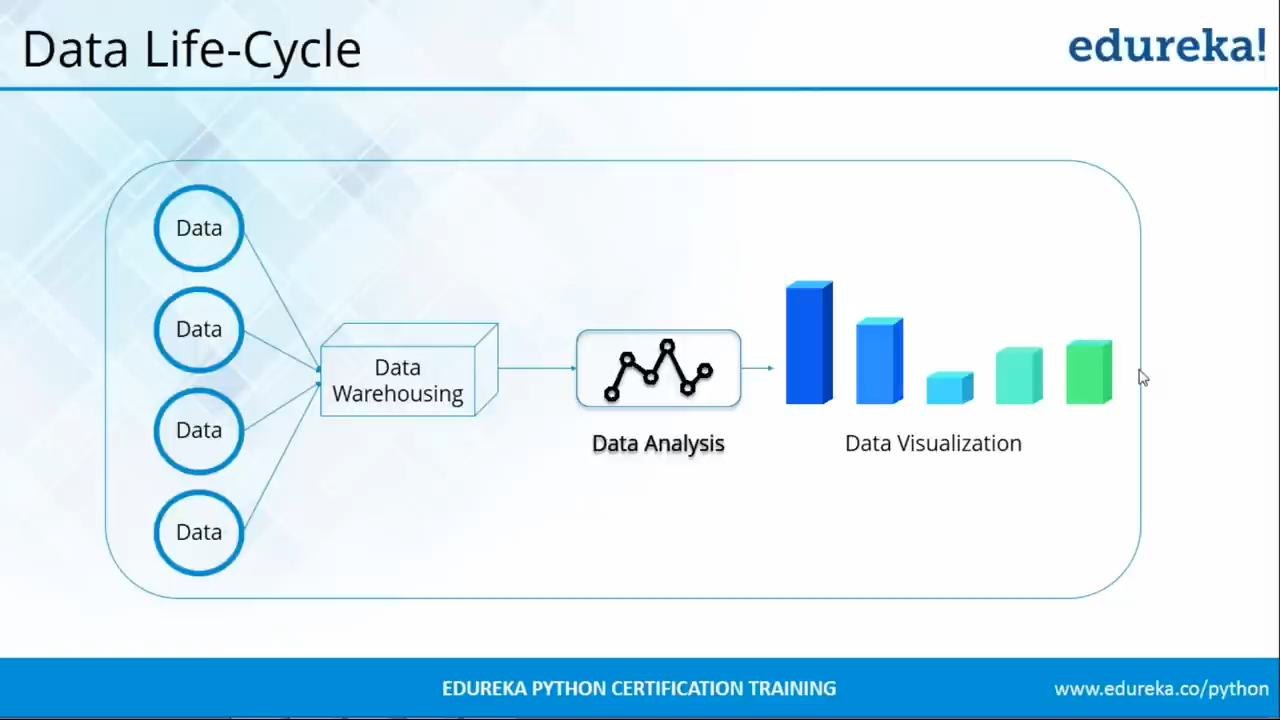 Data Life-Cycle
edureka!
Data
Data
Data
Data
Data
Warehousing
Data Analysis
Data Visualization
EDUREKA PYTHON CERTIFICATION TRAINING
www.edureka.co/python